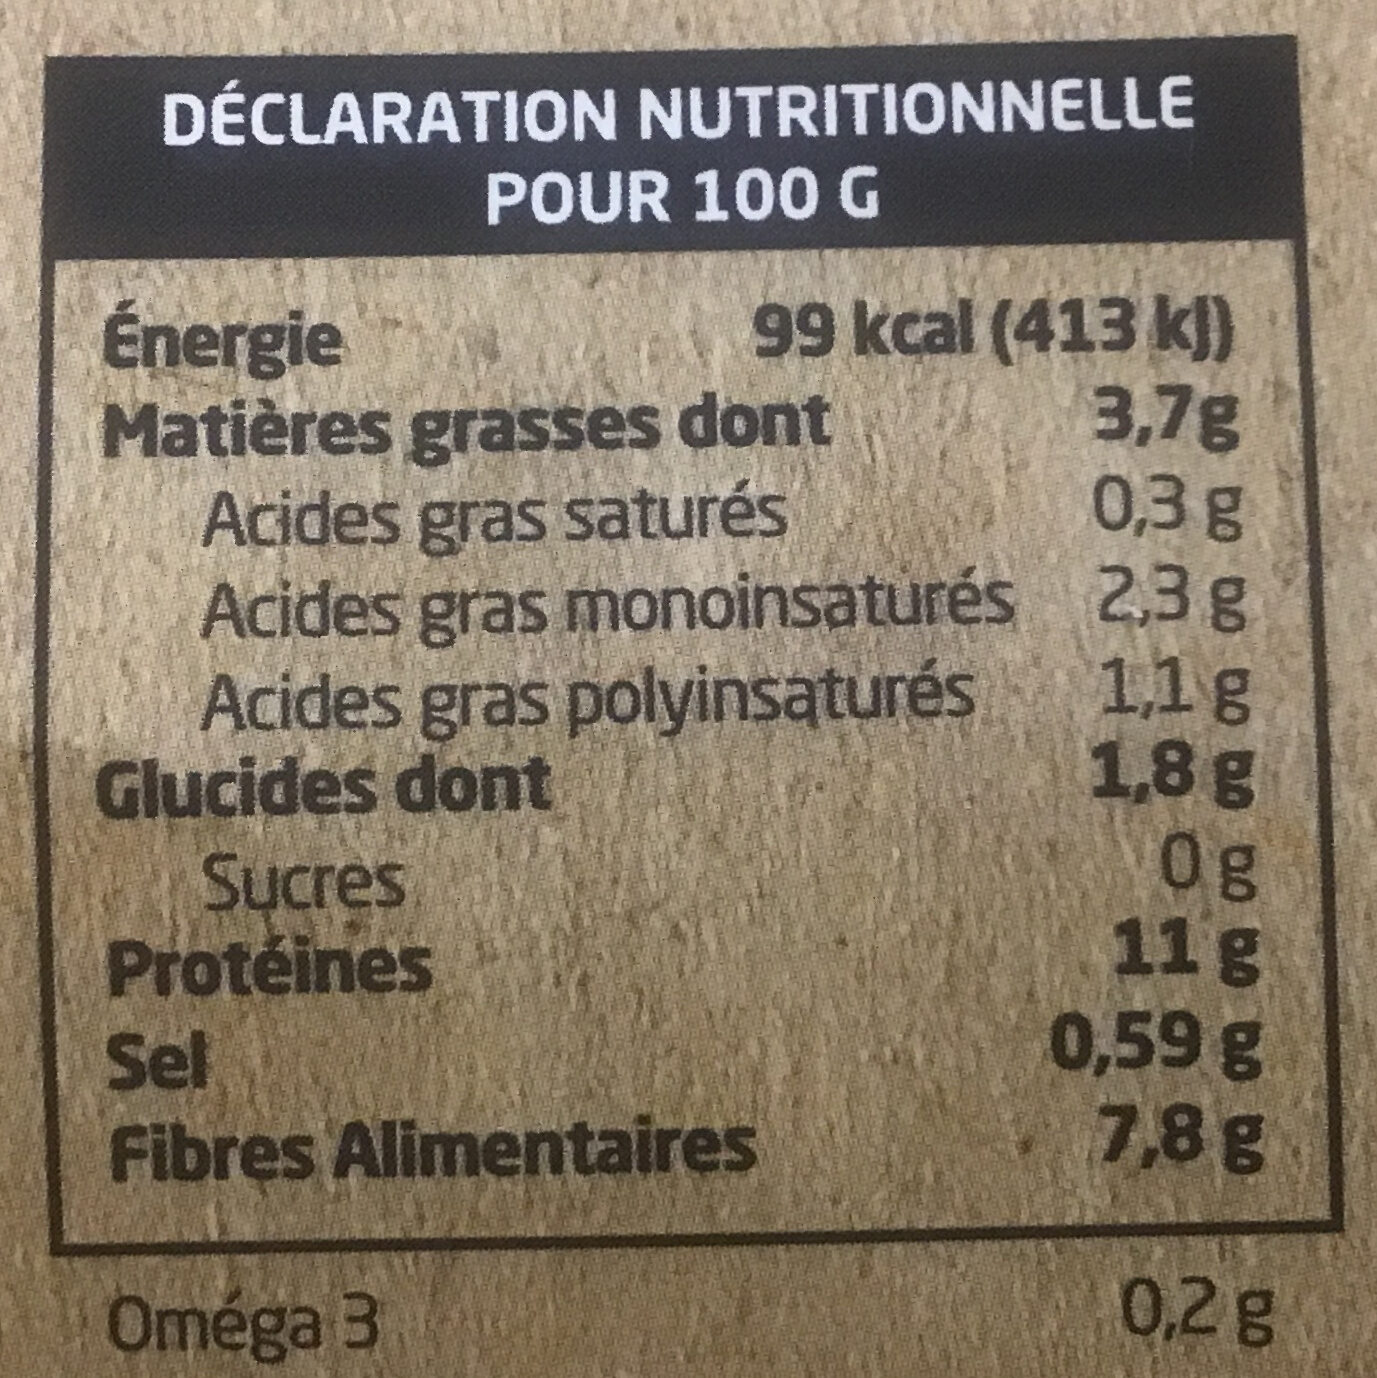 DÉCLARATION NUTRITIONNELLE
POUR 100 G
Énergie 99 kcal (413 kJ)
Matières grasses dont 3,7g
Acides gras saturés 0,3 g
Acides gras monoinsaturés 2,3 g
Acides gras polyinsaturés 1,1 g
Glucides dont 1,8 g
Sucres 0 g
Protéines 11 g
Sel 0,59 g
Fibres Alimentaires 7,8 g
Oméga 3 0,2 g